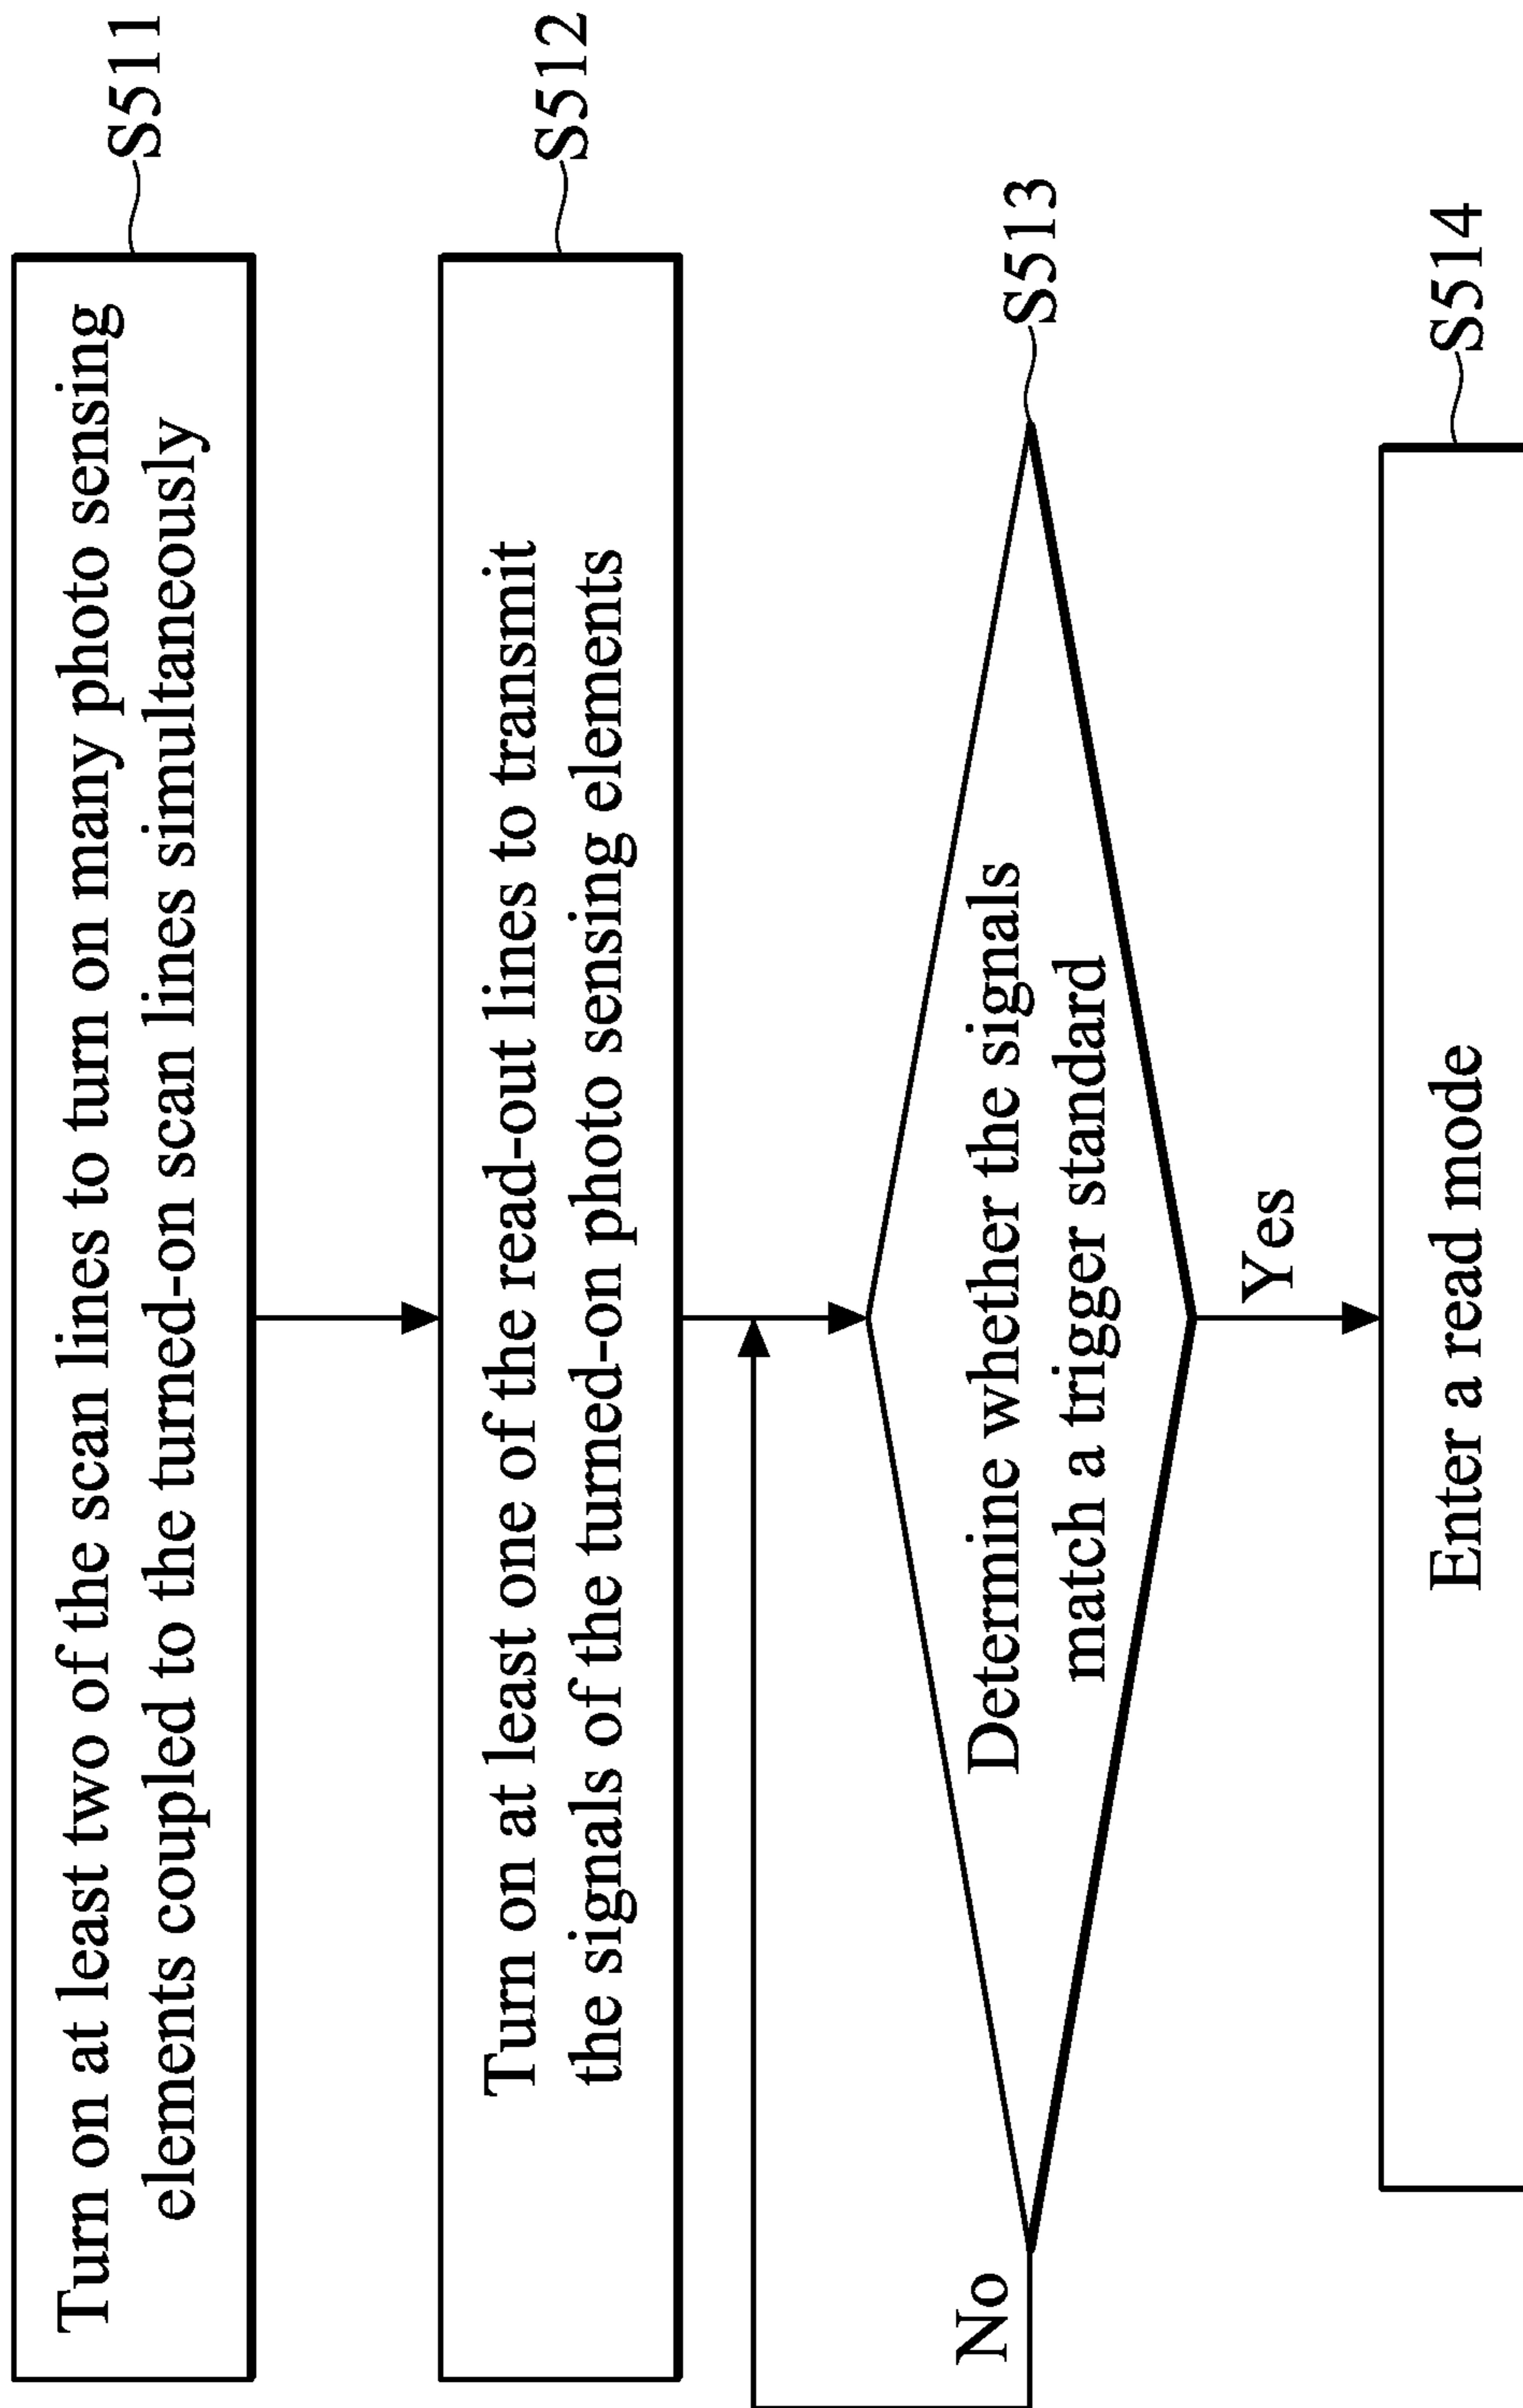 Turn on at least two of the scan lines to turn on many photo sensing
elements coupled to the turned-on scan lines simultaneously
S511
Turn on at least one of the read-out lines to transmit
the signals of the turned-on photo sensing elements
S512
Determine whether the signals
match a trigger standard
S513
No
Yes
Enter a read mode
S514